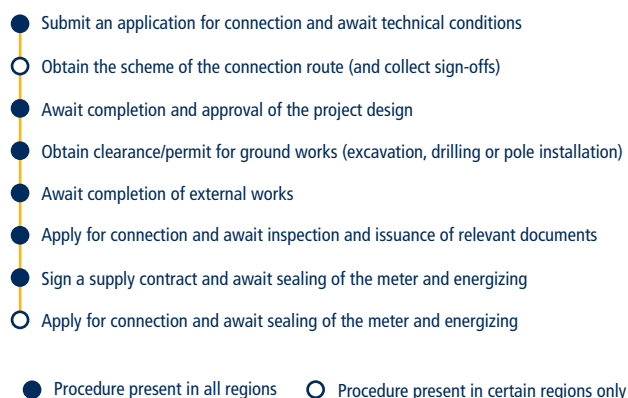 Submit an application for connection and await technical conditions
Obtain the scheme of the connection route (and collect sign-offs)
Await completion and approval of the project design
Obtain clearance/permit for ground works (excavation, drilling or pole installation)
Await completion of external works
Apply for connection and await inspection and issuance of relevant documents
Sign a supply contract and await sealing of the meter and energizing
Apply for connection and await sealing of the meter and energizing
Procedure present in all regions Procedure present in certain regions only